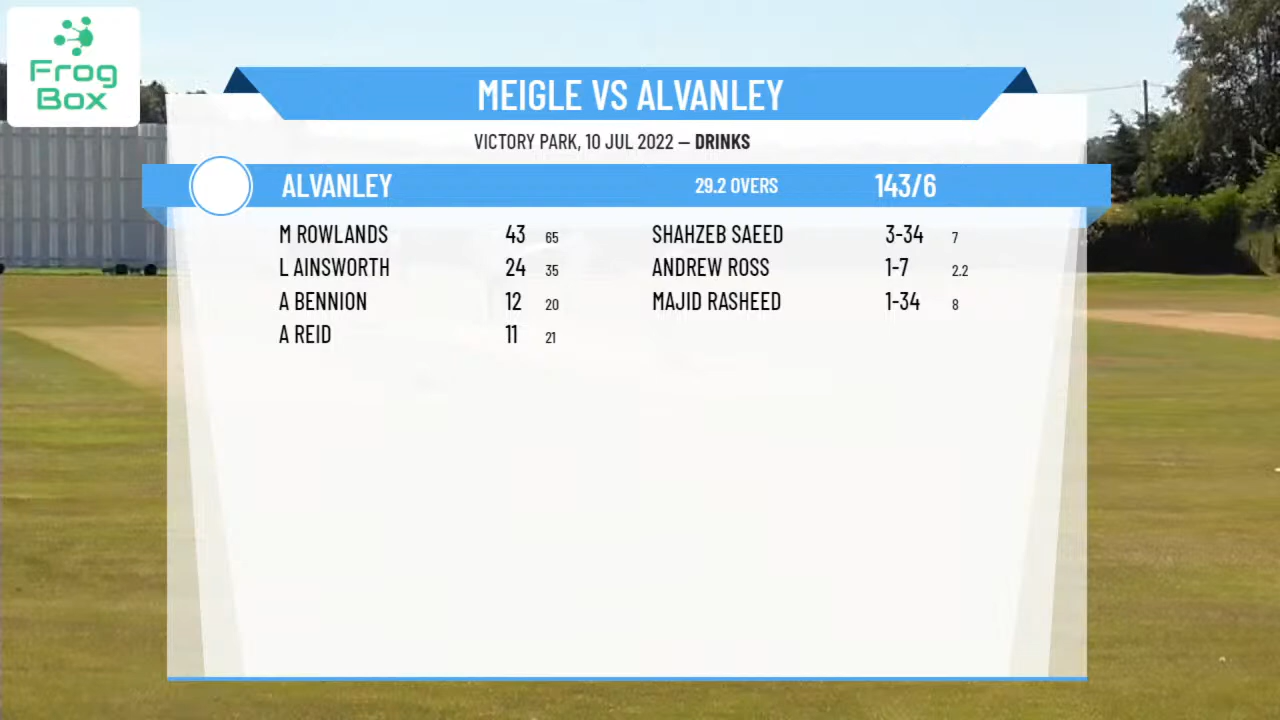 Frog
Box
MEIGLE VS ALVANLEY
VICTORY PARK, 10 JUL 2022 – DRINKS
ALVANLEY 29.2 OVERS 143/6
M ROWLANDS 43 65 SHAHZEB SAEED 3-34 7
L AINSWORTH 24 35 ANDREW ROSS 1-7 2.2
A BENNION 12 20 MAJID RASHEED 1-34 8
A REID 11 21